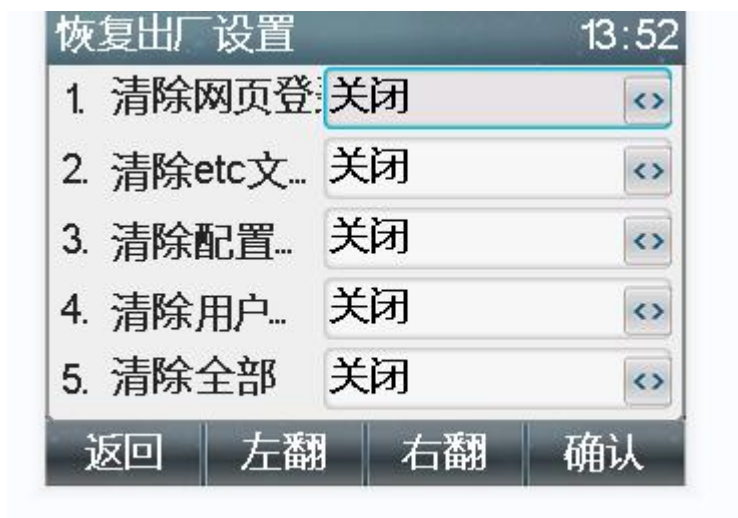 恢复出厂设置 13:52
1. 清除网页登 关闭
2. 清除etc文... 关闭
3. 清除配置... 关闭
4. 清除用户... 关闭
5. 清除全部 关闭
返回 左翻 右翻 确认